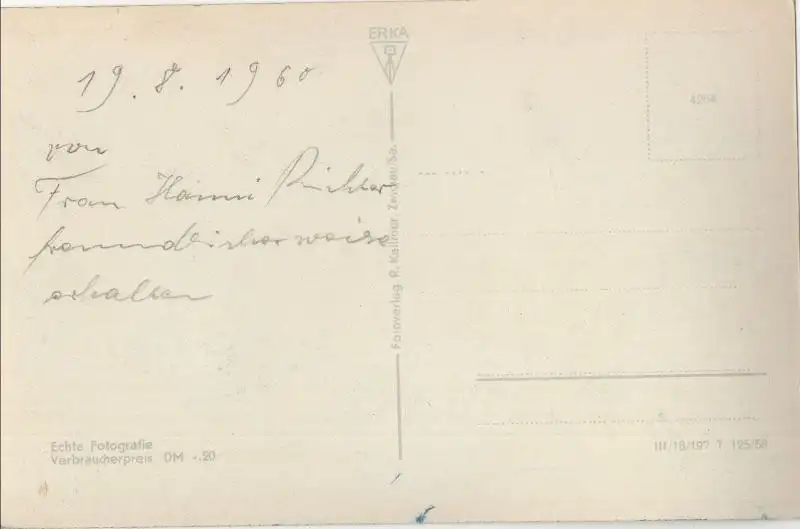 19.8.1960
von
Frau Hanni Richter
freundlicherweise
erhalten
Echte Fotografie
Verbraucherpreis DM -.20
ERKA
Fotoverlag R. Kallmer, Zwickau/Sa.
4264
III/18/197 T 125/58